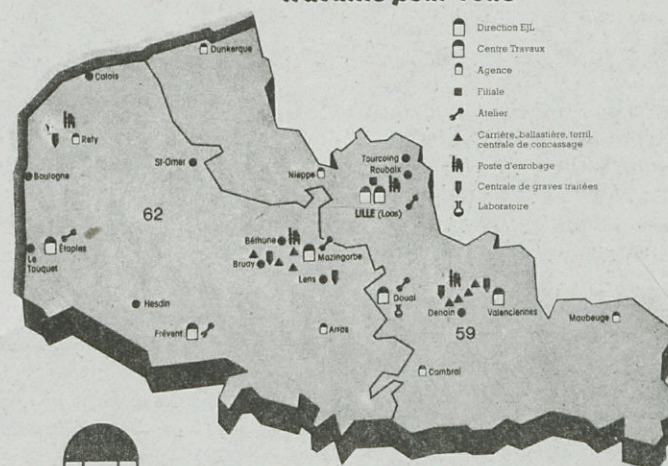 Direction EJL
Centre Travaux
Agence
Filiale
Atelier
Carrière, ballastière, terril,
centrale de concassage
Poste d'enrobage
Centrale de graves traitées
Laboratoire
Dunkerque
Calais
Rety
St-Omer
Boulogne
Nieppe
Tourcoing
Roubaix
LILLE (Loos)
62
Étaples
Le
Touquet
Béthune
Bruay
Mazingarbe
Lens
Hesdin
Frévent
Arras
Douai
Denain
Valenciennes
59
Maubeuge
Cambrai